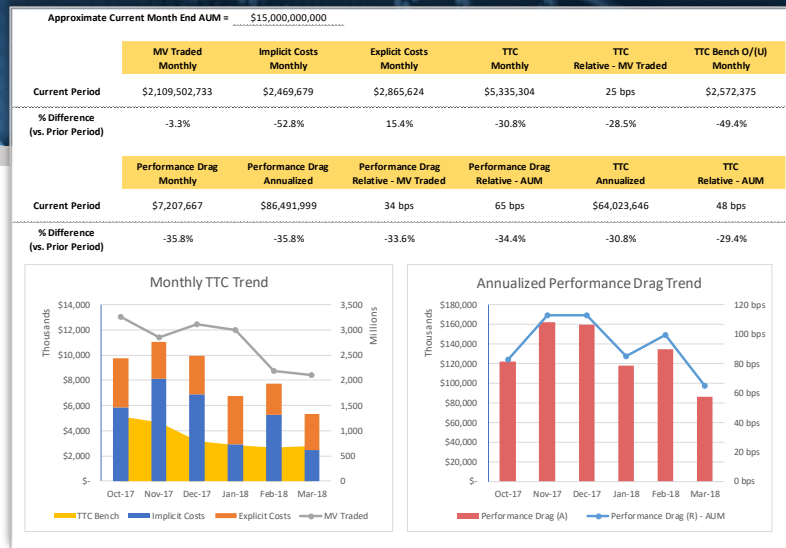 Approximate Current Month End AUM = $15,000,000,000
MV Traded Implicit Costs Explicit Costs TTC TTC TTC Bench O/(U)
Monthly Monthly Monthly Monthly Relative - MV Traded Monthly
Current Period $2,109,502,733 $2,469,679 $2,865,624 $5,335,304 25 bps $2,572,375
% Difference
(vs. Prior Period) -3.3% -52.8% 15.4% -30.8% -28.5% -49.4%
Performance Drag Performance Drag Performance Drag Performance Drag TTC TTC
Monthly Annualized Relative - MV Traded Relative - AUM Annualized Relative - AUM
Current Period $7,207,667 $86,491,999 34 bps 65 bps $64,023,646 48 bps
% Difference
(vs. Prior Period) -35.8% -35.8% -33.6% -34.4% -30.8% -29.4%
Monthly TTC Trend
Thousands
$14,000
$12,000
$10,000
$8,000
$6,000
$4,000
$2,000
$-
3,500
3,000
2,500
2,000
1,500
1,000
500
0
Millions
Oct-17 Nov-17 Dec-17 Jan-18 Feb-18 Mar-18
TTC Bench Implicit Costs Explicit Costs MV Traded
Annualized Performance Drag Trend
Thousands
$180,000
$160,000
$140,000
$120,000
$100,000
$80,000
$60,000
$40,000
$20,000
$-
120 bps
100 bps
80 bps
60 bps
40 bps
20 bps
0 bps
Oct-17 Nov-17 Dec-17 Jan-18 Feb-18 Mar-18
Performance Drag (A) Performance Drag (R) - AUM